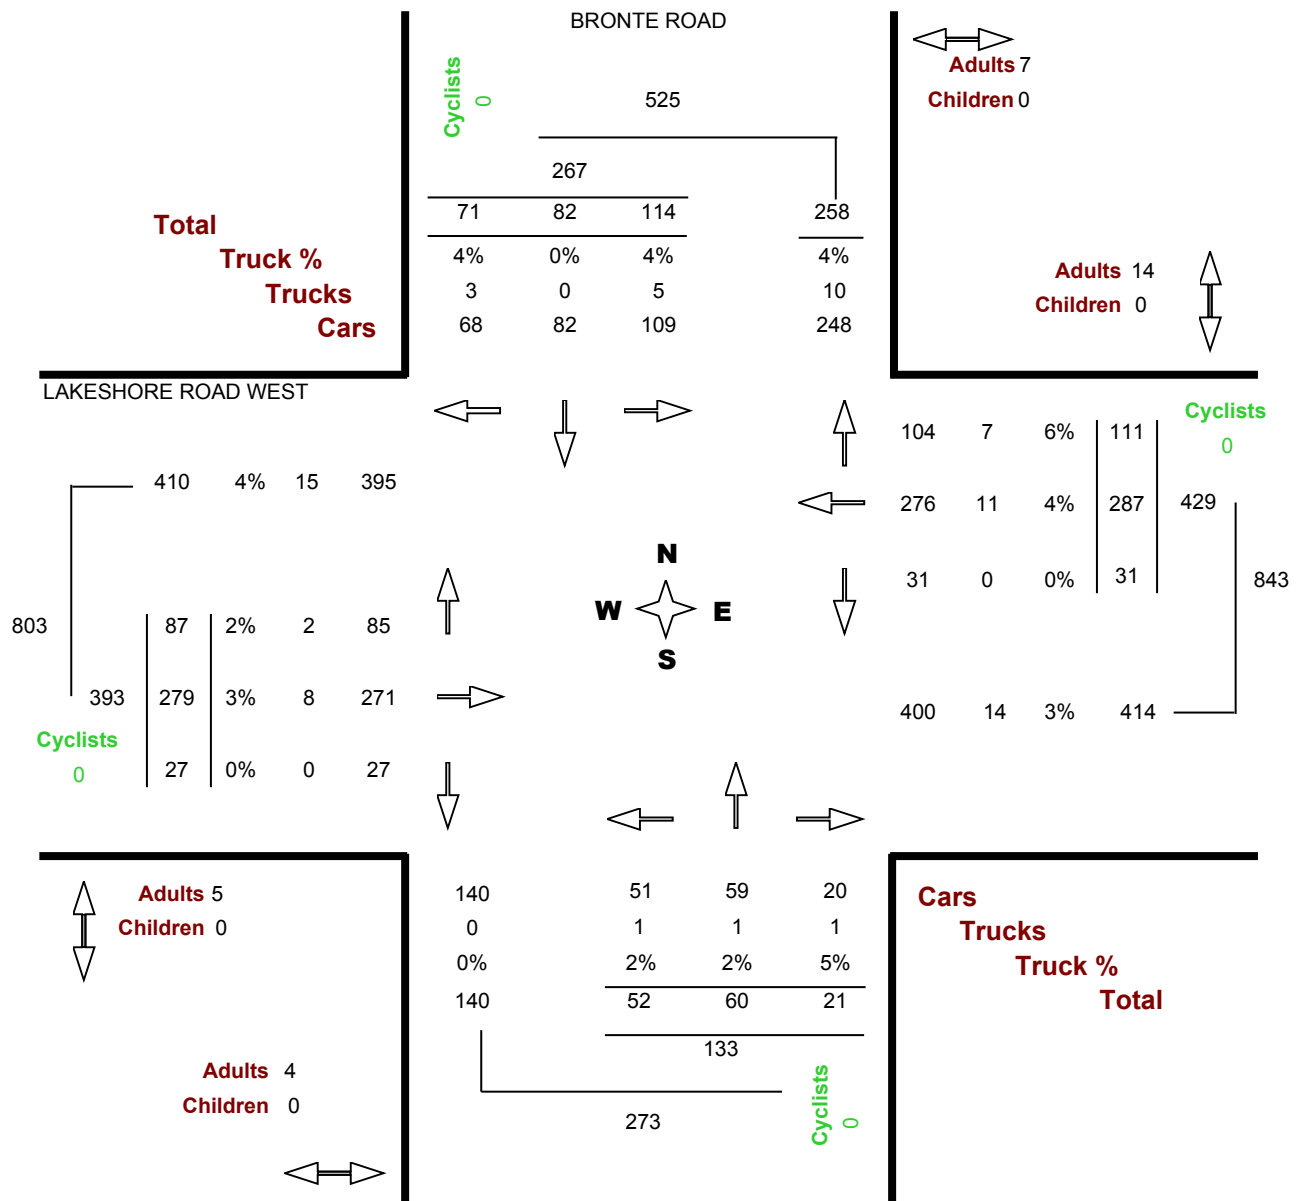 BRONTE ROAD
Cyclists
0
525
Adults 7
Children 0
267
71 82 114 258
4% 0% 4% 4%
3 0 5 10
68 82 109 248
Total
Truck %
Trucks
Cars
Adults 14
Children 0
LAKESHORE ROAD WEST
Cyclists
0
104 7 6% 111
410 4% 15 395
276 11 4% 287 429
N
31 0 0% 31 843
W E
S
803 87 2% 2 85
393 279 3% 8 271
400 14 3% 414
Cyclists
0
27 0% 0 27
Adults 5
Children 0
140 51 59 20
0 1 1 1
0% 2% 2% 5%
140 52 60 21
133
Cars
Trucks
Truck %
Total
Adults 4
Children 0
273
Cyclists
0